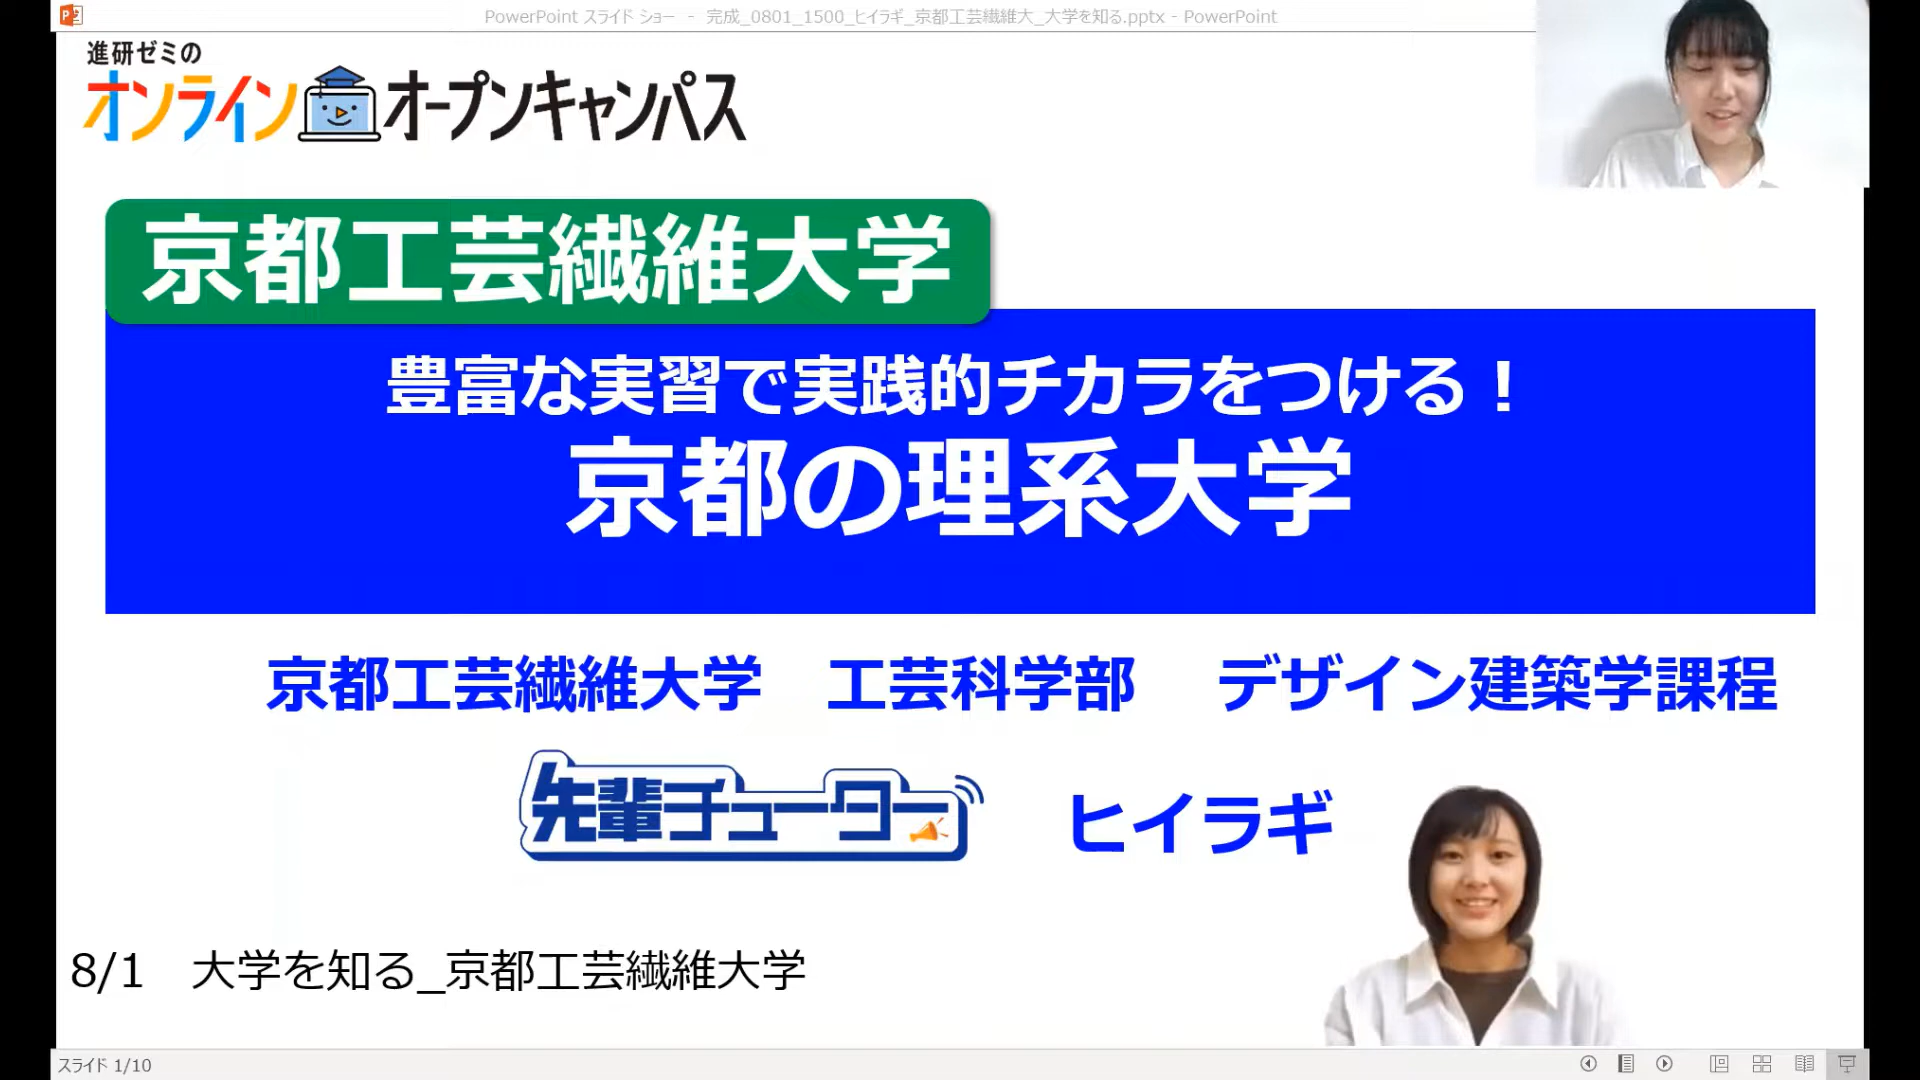 PowerPoint スライド ショー - 完成_0801_1500_ヒイラギ_京都工芸繊維大_大学を知る.pptx - PowerPoint
進研ゼミの
オンライン オープンキャンパス
京都工芸繊維大学
豊富な実習で実践的チカラをつける！
京都の理系大学
京都工芸繊維大学 工芸科学部 デザイン建築学課程
先輩チューター ヒイラギ
8/1 大学を知る_京都工芸繊維大学
スライド 1/10